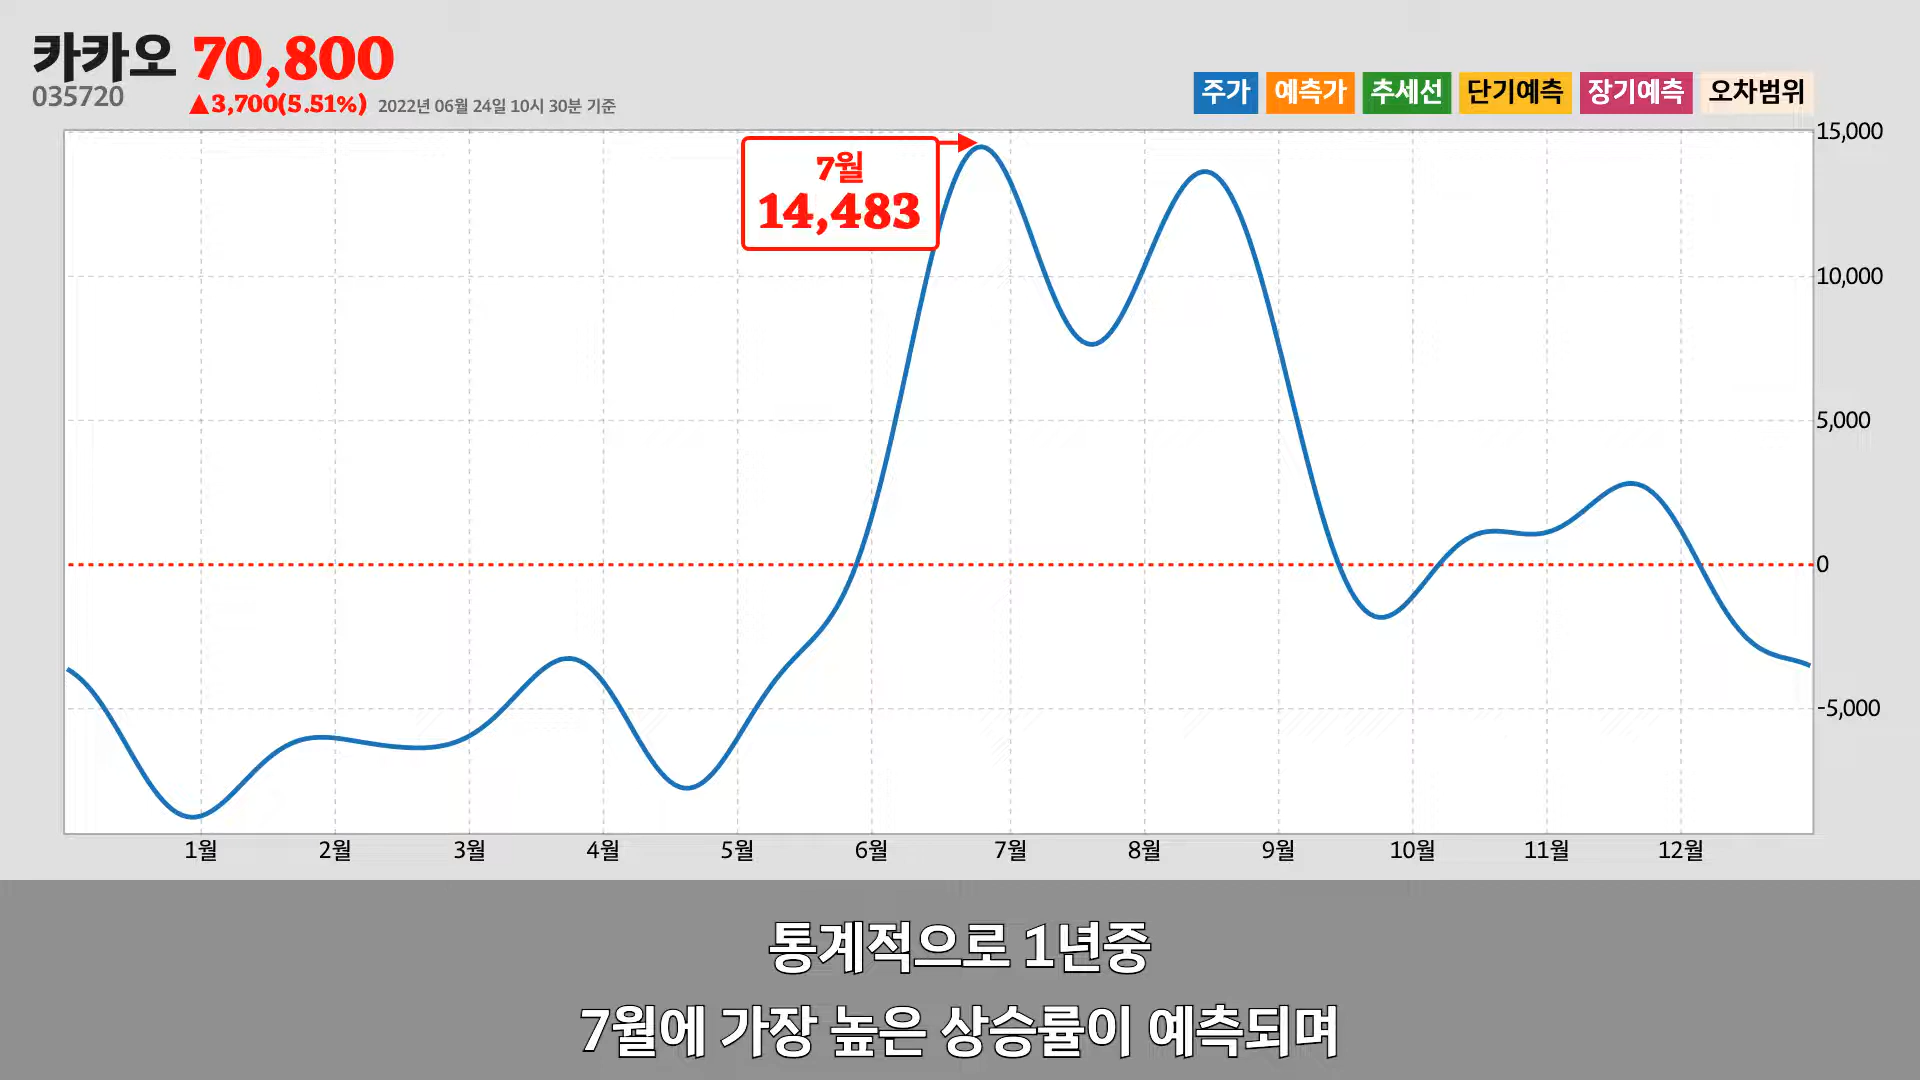 카카오 70,800
035720
▲3,700(5.51%) 2022년 06월 24일 10시 30분 기준
주가 예측가 추세선 단기예측 장기예측 오차범위
7월
14,483
15,000
10,000
5,000
0
-5,000
1월 2월 3월 4월 5월 6월 7월 8월 9월 10월 11월 12월
통계적으로 1년중
7월에 가장 높은 상승률이 예측되며